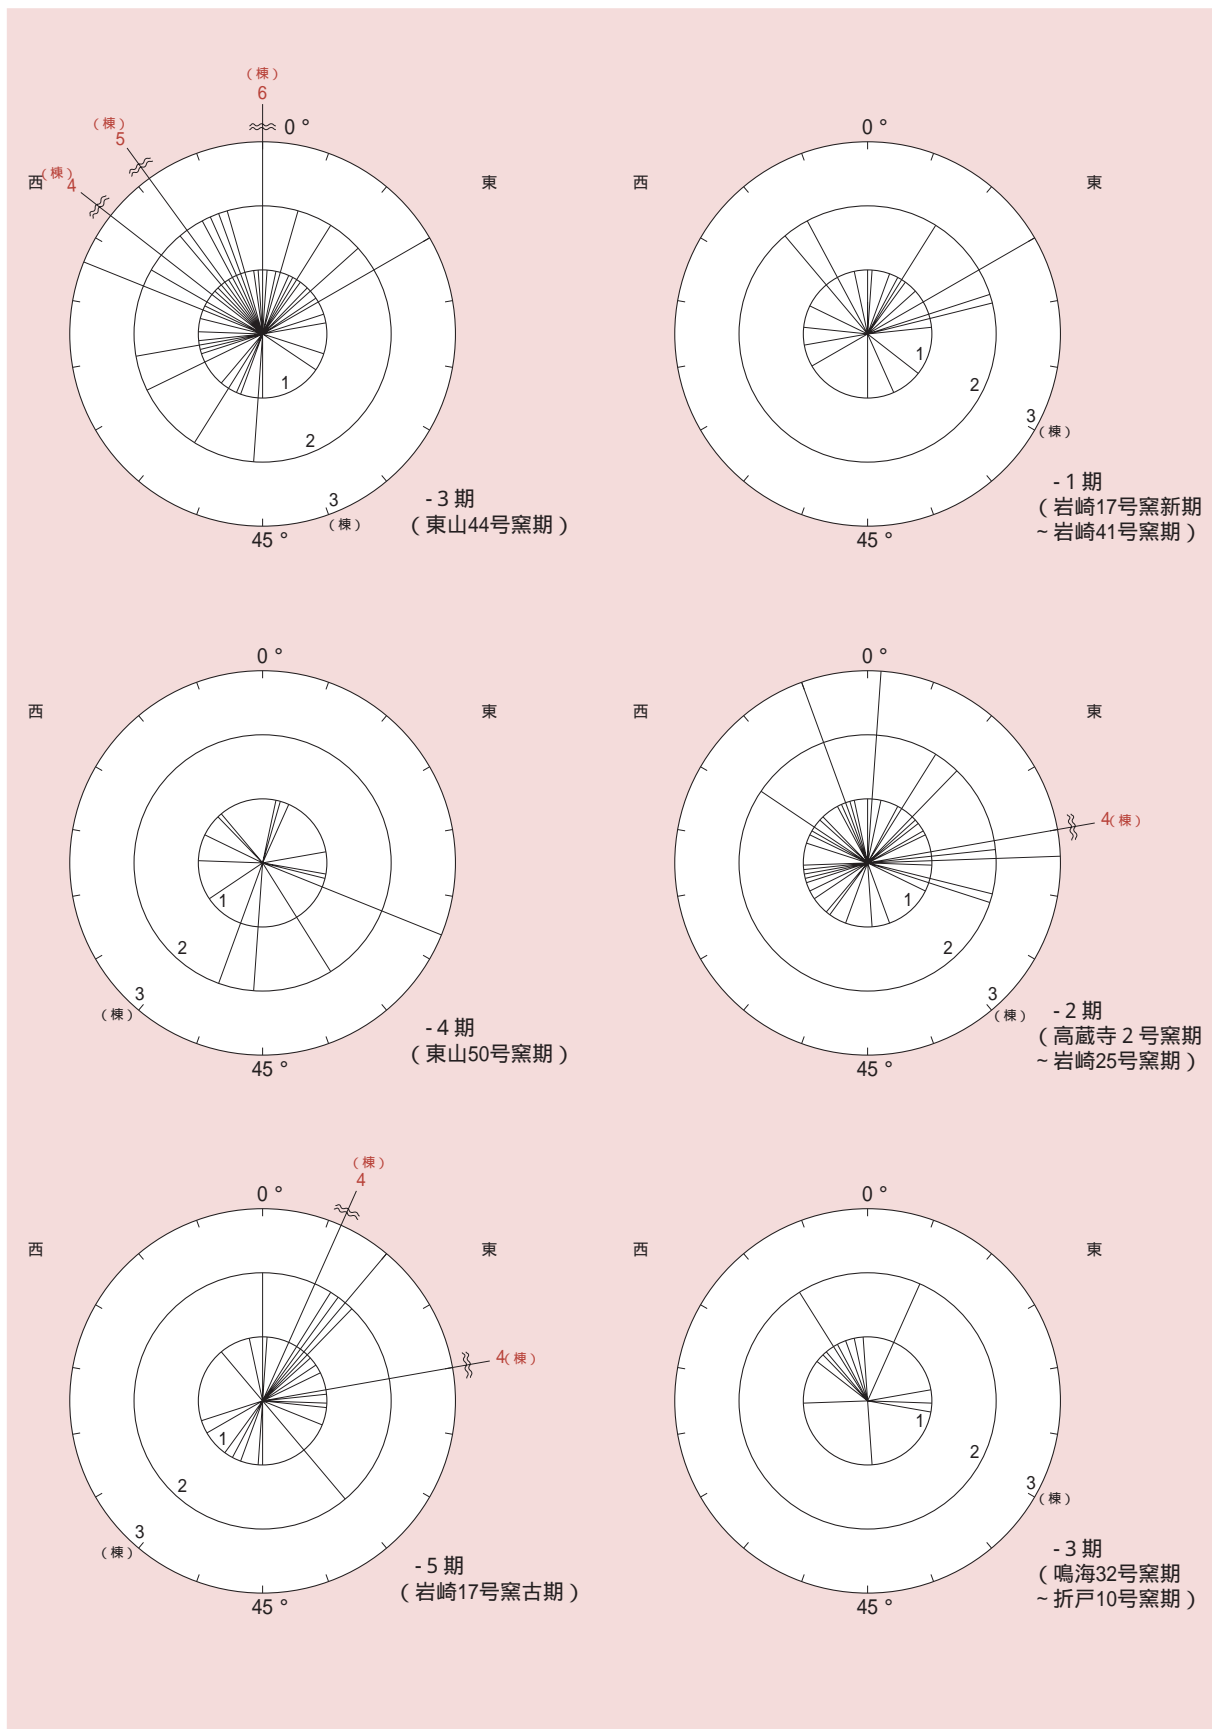 (棟)
6
0°
(棟)
5
(棟)
4
西
東
1
2
3
(棟)
45°
-3期
(東山44号窯期)
0°
西
東
1
2
3
(棟)
45°
-1期
(岩崎17号窯新期
~岩崎41号窯期)
0°
西
東
1
2
3
(棟)
45°
-4期
(東山50号窯期)
0°
西
東
4(棟)
1
2
3
(棟)
45°
-2期
(高蔵寺2号窯期
~岩崎25号窯期)
(棟)
4
0°
西
東
4(棟)
1
2
3
(棟)
45°
-5期
(岩崎17号窯古期)
0°
西
東
1
2
3
(棟)
45°
-3期
(鳴海32号窯期
~折戸10号窯期)